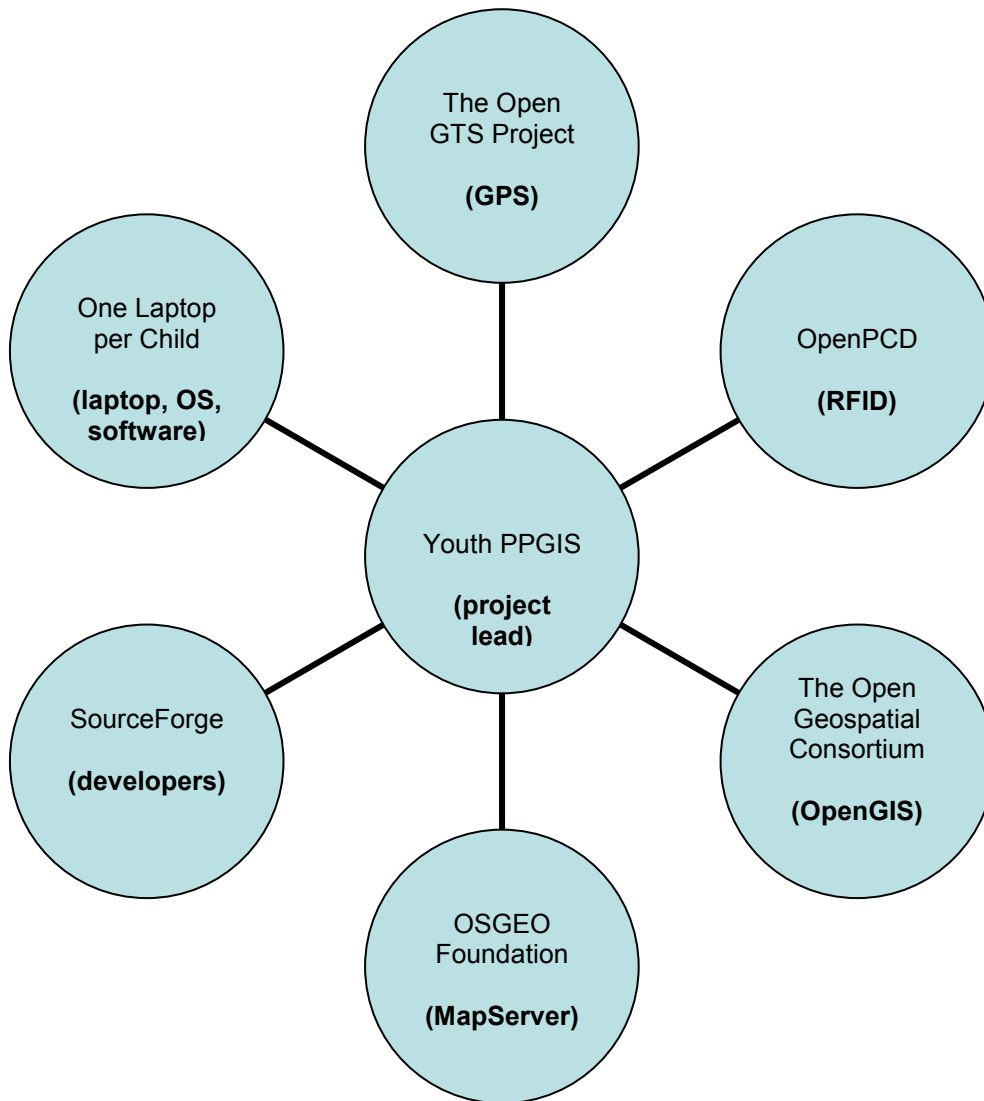 The Open
GTS Project
(GPS)
One Laptop
per Child
(laptop, OS,
software)
OpenPCD
(RFID)
Youth PPGIS
(project
lead)
SourceForge
(developers)
The Open
Geospatial
Consortium
(OpenGIS)
OSGEO
Foundation
(MapServer)